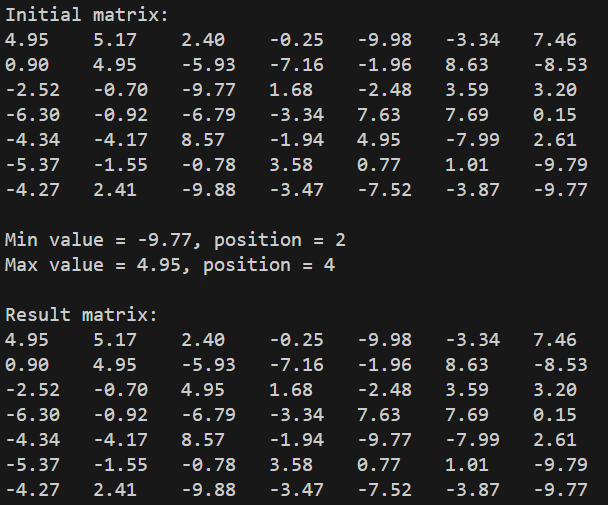 Initial matrix:
4.95 5.17 2.40 -0.25 -9.98 -3.34 7.46
0.90 4.95 -5.93 -7.16 -1.96 8.63 -8.53
-2.52 -0.70 -9.77 1.68 -2.48 3.59 3.20
-6.30 -0.92 -6.79 -3.34 7.63 7.69 0.15
-4.34 -4.17 8.57 -1.94 4.95 -7.99 2.61
-5.37 -1.55 -0.78 3.58 0.77 1.01 -9.79
-4.27 2.41 -9.88 -3.47 -7.52 -3.87 -9.77
Min value = -9.77, position = 2
Max value = 4.95, position = 4
Result matrix:
4.95 5.17 2.40 -0.25 -9.98 -3.34 7.46
0.90 4.95 -5.93 -7.16 -1.96 8.63 -8.53
-2.52 -0.70 4.95 1.68 -2.48 3.59 3.20
-6.30 -0.92 -6.79 -3.34 7.63 7.69 0.15
-4.34 -4.17 8.57 -1.94 -9.77 -7.99 2.61
-5.37 -1.55 -0.78 3.58 0.77 1.01 -9.79
-4.27 2.41 -9.88 -3.47 -7.52 -3.87 -9.77